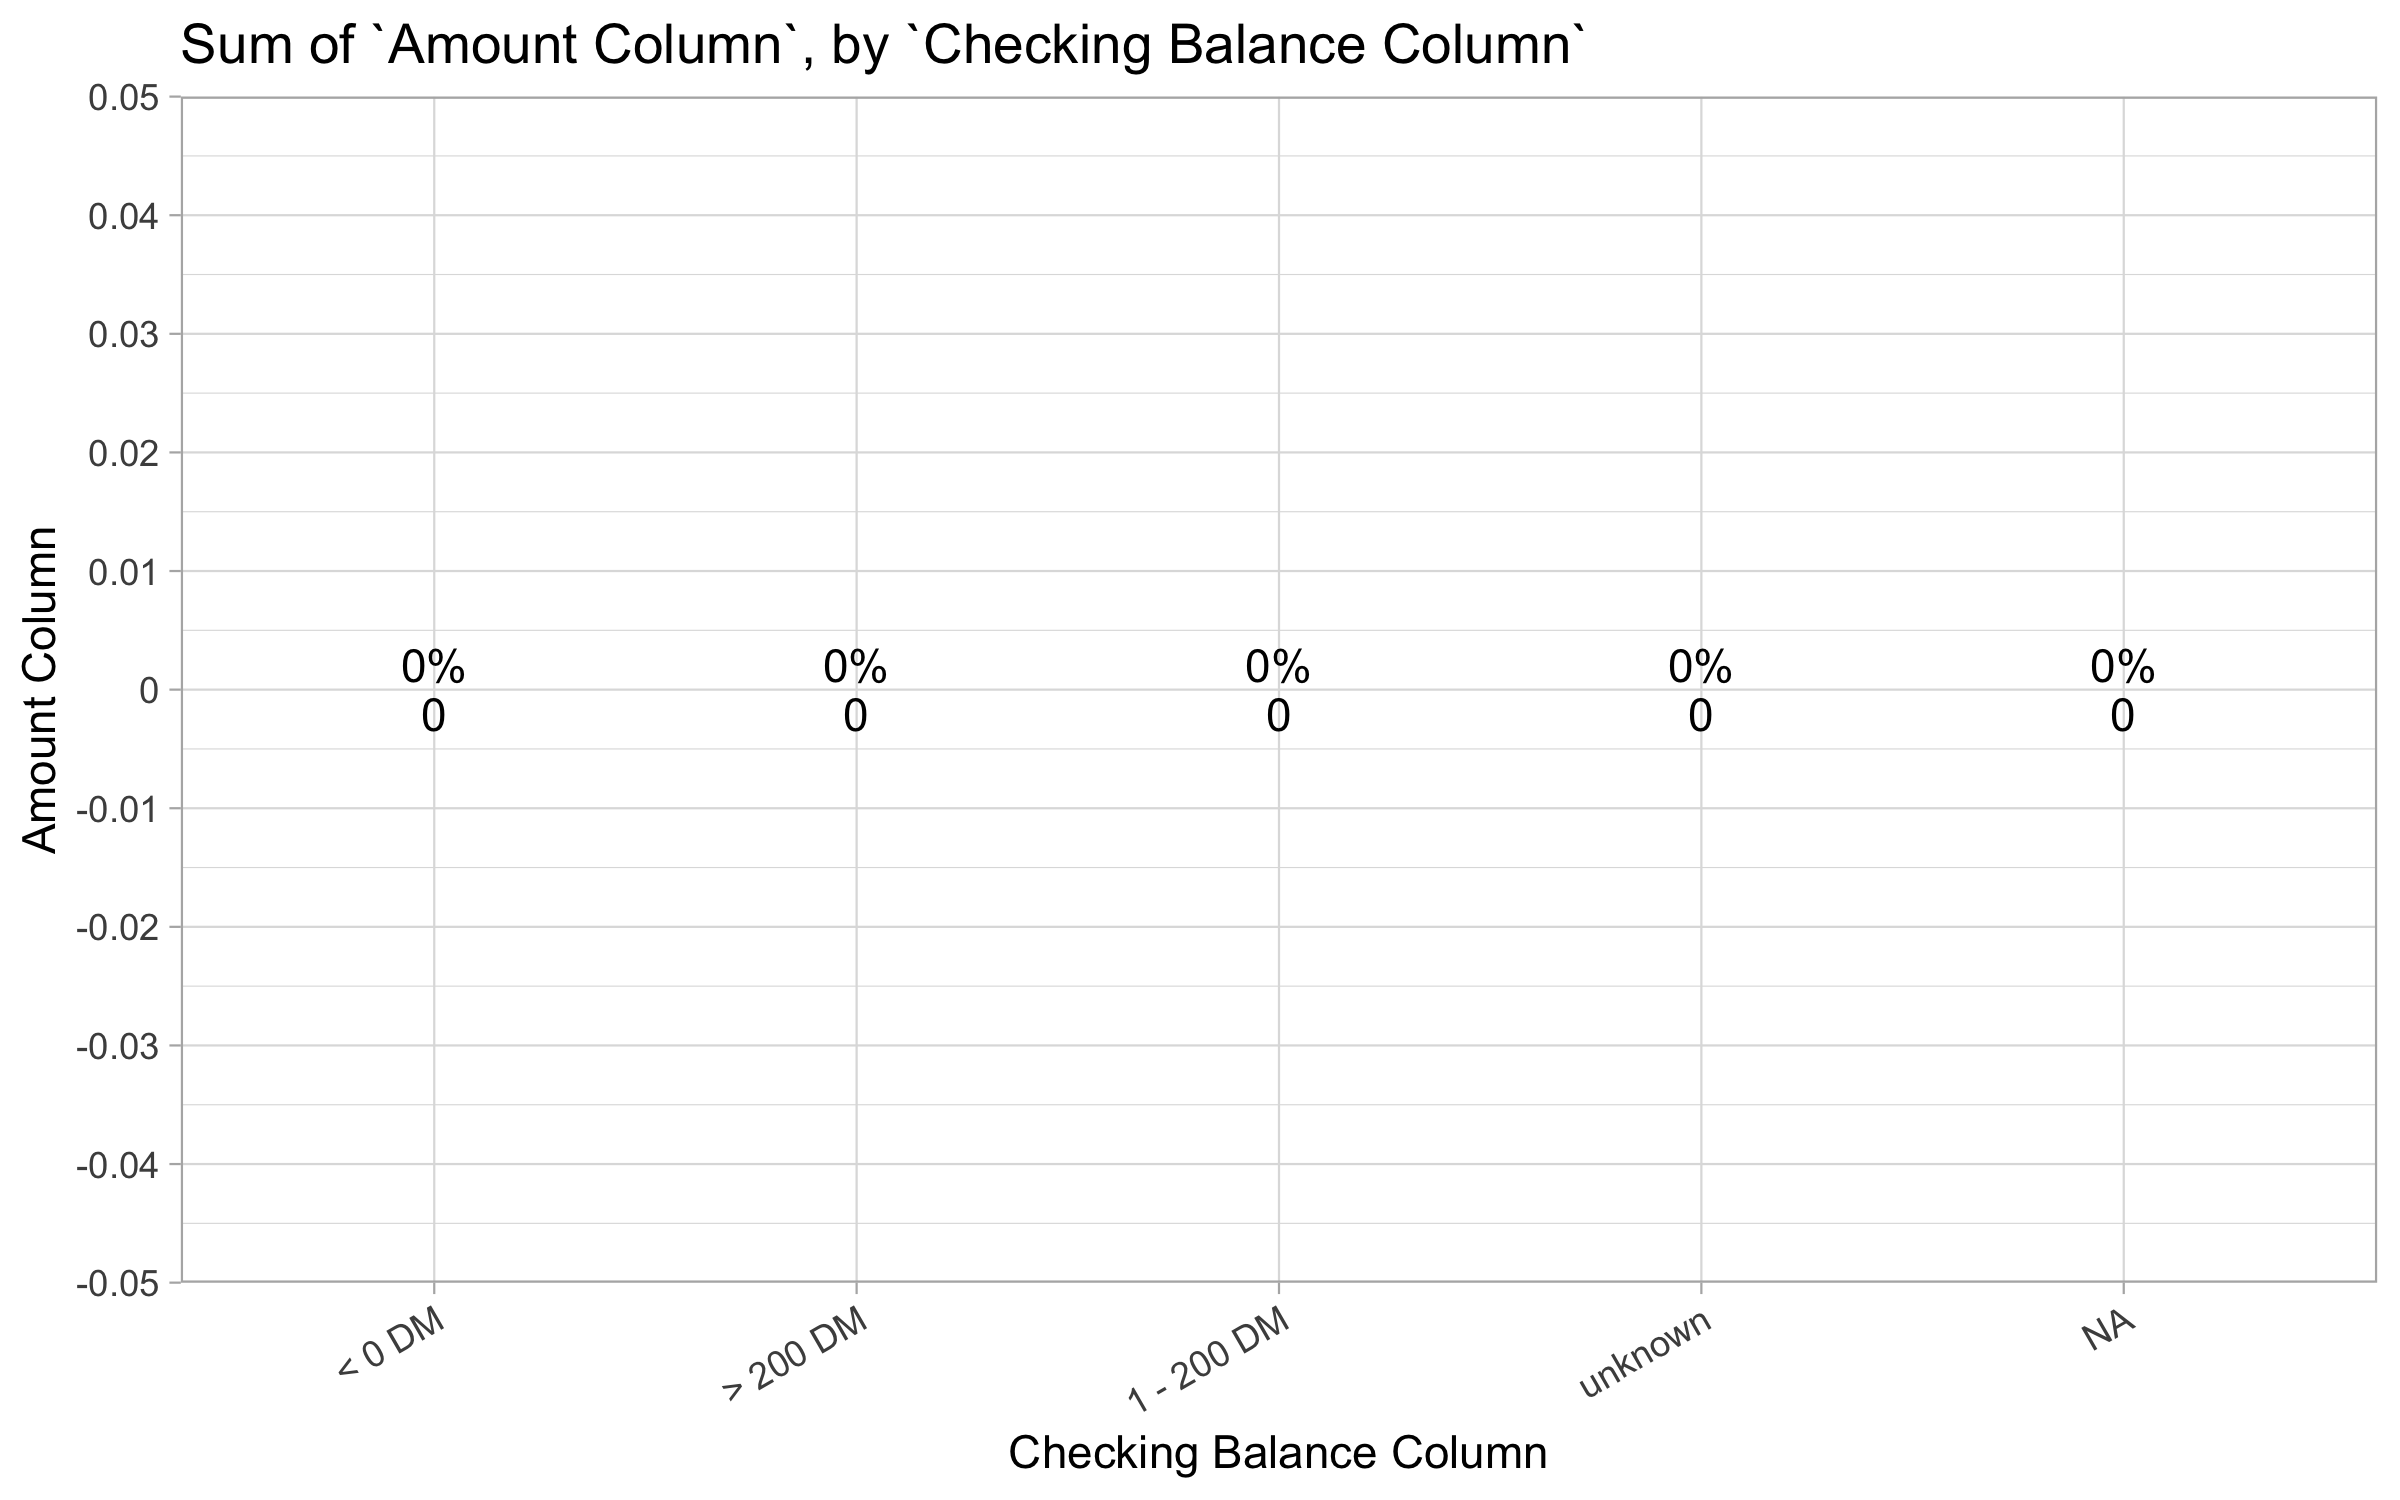 Sum of `Amount Column`, by `Checking Balance Column`
0.05
0.04
0.03
0.02
0.01
0
-0.01
-0.02
-0.03
-0.04
-0.05
Amount Column
0% 0% 0% 0% 0%
0 0 0 0 0
< 0 DM > 200 DM 1 - 200 DM unknown NA
Checking Balance Column